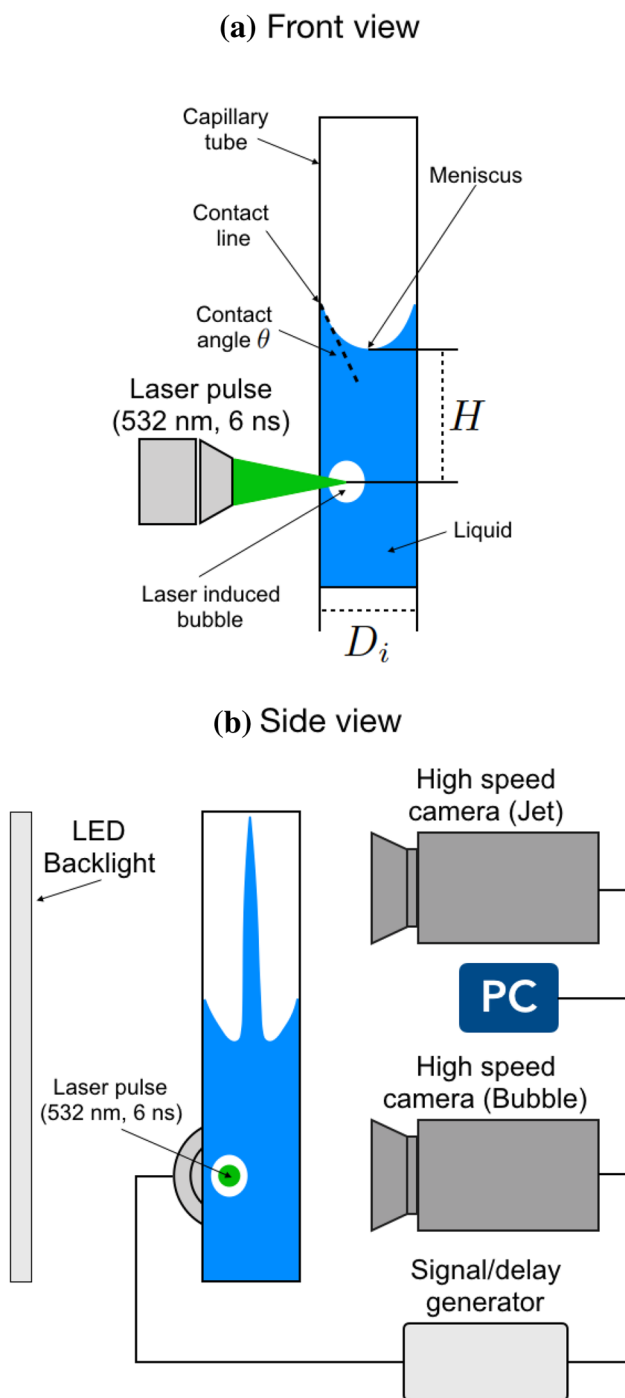 (a) Front view
Capillary
tube
Meniscus
Contact
line
Contact
angle θ
Laser pulse
(532 nm, 6 ns)
H
Liquid
Laser induced
bubble
D_i
(b) Side view
High speed
camera (Jet)
LED
Backlight
PC
High speed
camera (Bubble)
Laser pulse
(532 nm, 6 ns)
Signal/delay
generator